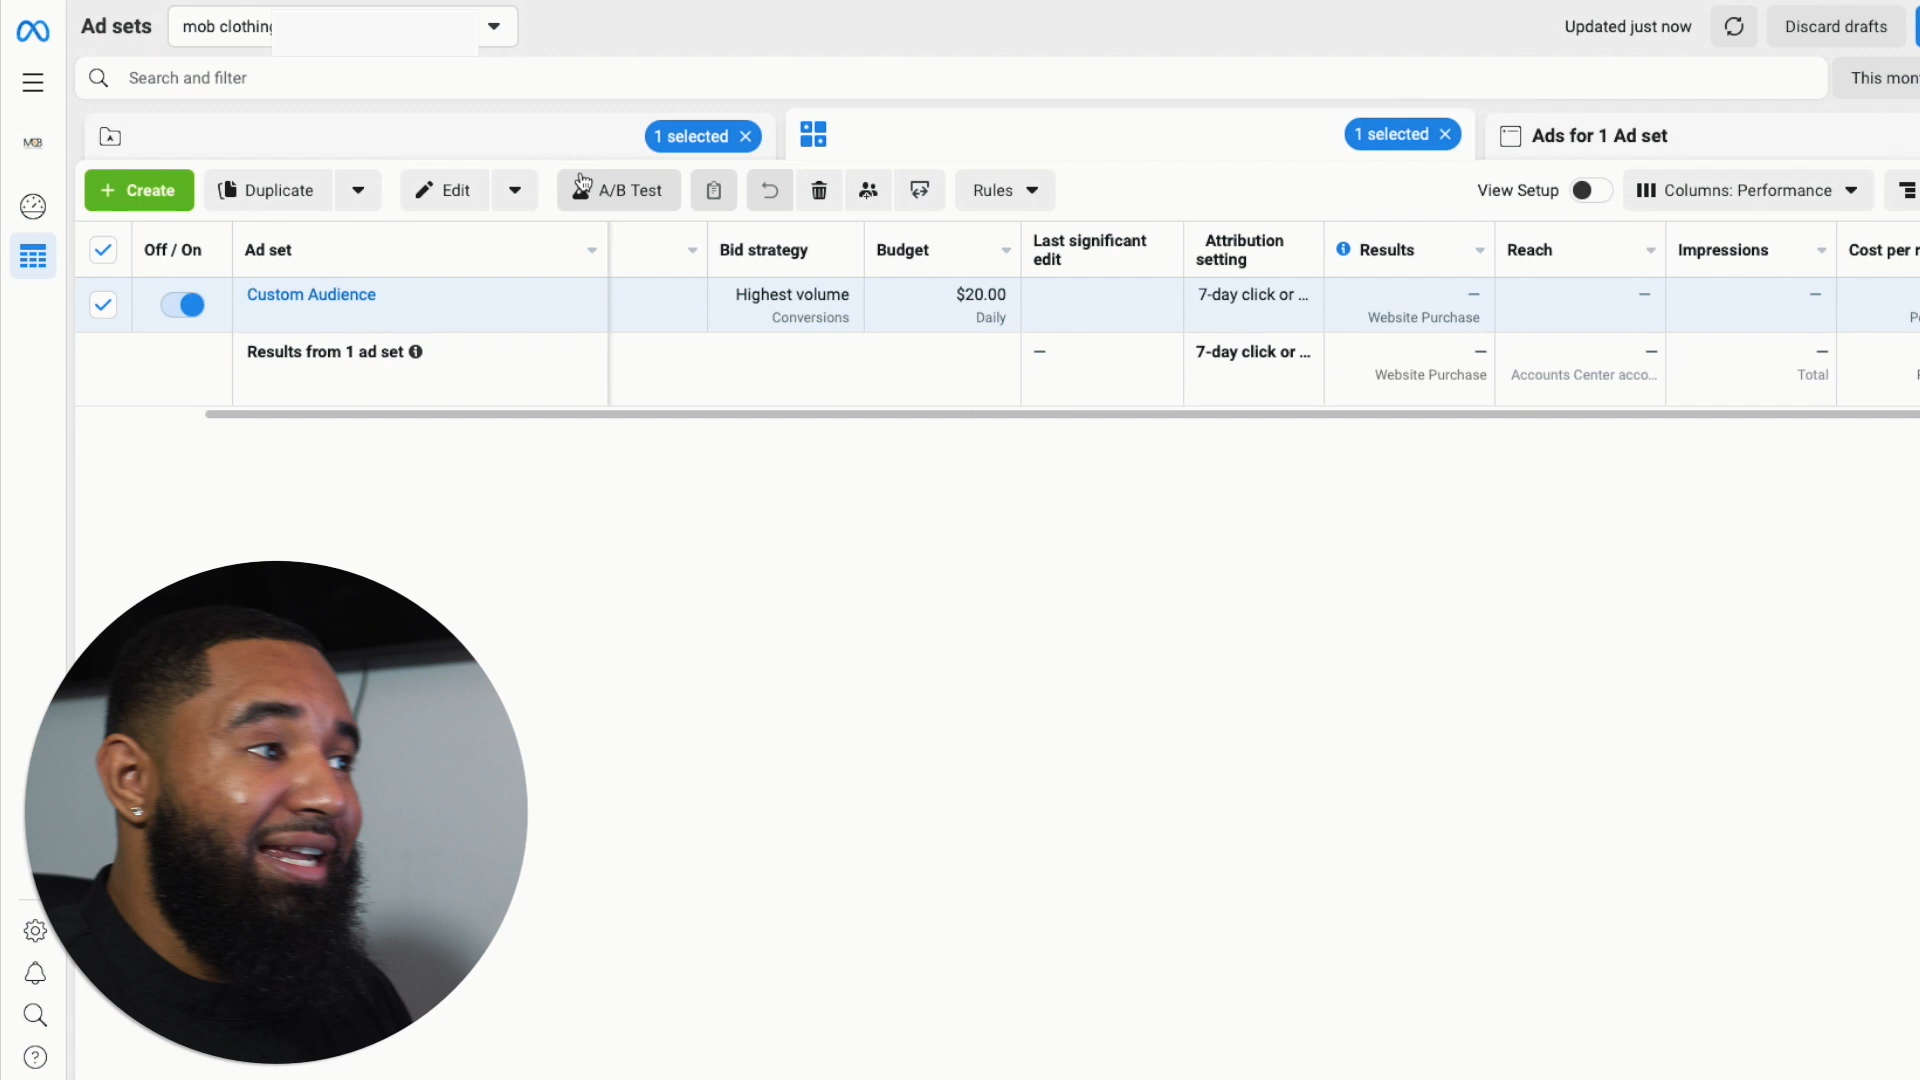 Ad sets
mob clothing
Updated just now
Discard drafts
Search and filter
This mon
MOB
1 selected
1 selected
Ads for 1 Ad set
+ Create
Duplicate
Edit
A/B Test
Rules
View Setup
Columns: Performance
Off / On
Ad set
Bid strategy
Budget
Last significant
edit
Attribution
setting
Results
Reach
Impressions
Cost per r
Custom Audience
Highest volume
Conversions
$20.00
Daily
7-day click or ...
—
Website Purchase
—
—
Results from 1 ad set
—
7-day click or ...
—
Website Purchase
—
Accounts Center acco...
—
Total